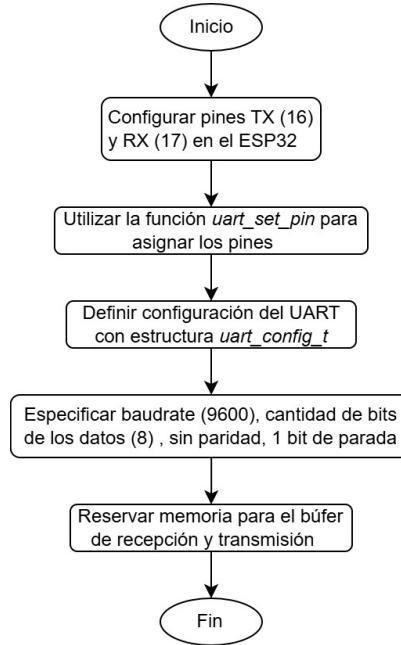 Inicio
Configurar pines TX (16)
y RX (17) en el ESP32
Utilizar la función uart_set_pin para
asignar los pines
Definir configuración del UART
con estructura uart_config_t
Especificar baudrate (9600), cantidad de bits
de los datos (8) , sin paridad, 1 bit de parada
Reservar memoria para el búfer
de recepción y transmisión
Fin